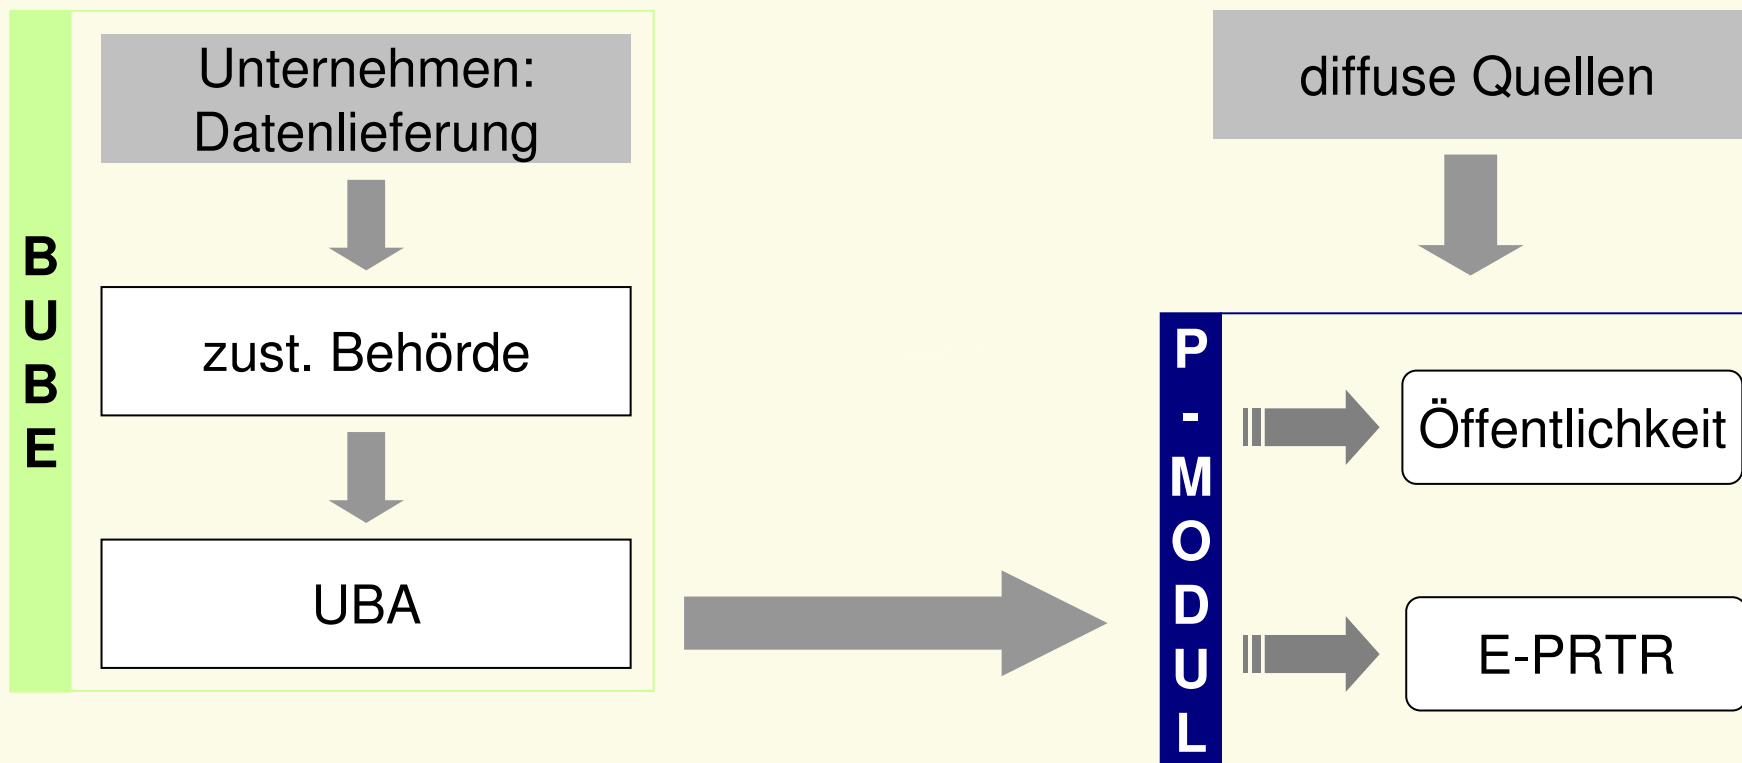 BUBE
Unternehmen:
Datenlieferung
zust. Behörde
UBA
diffuse Quellen
P-MODUL
Öffentlichkeit
E-PRTR